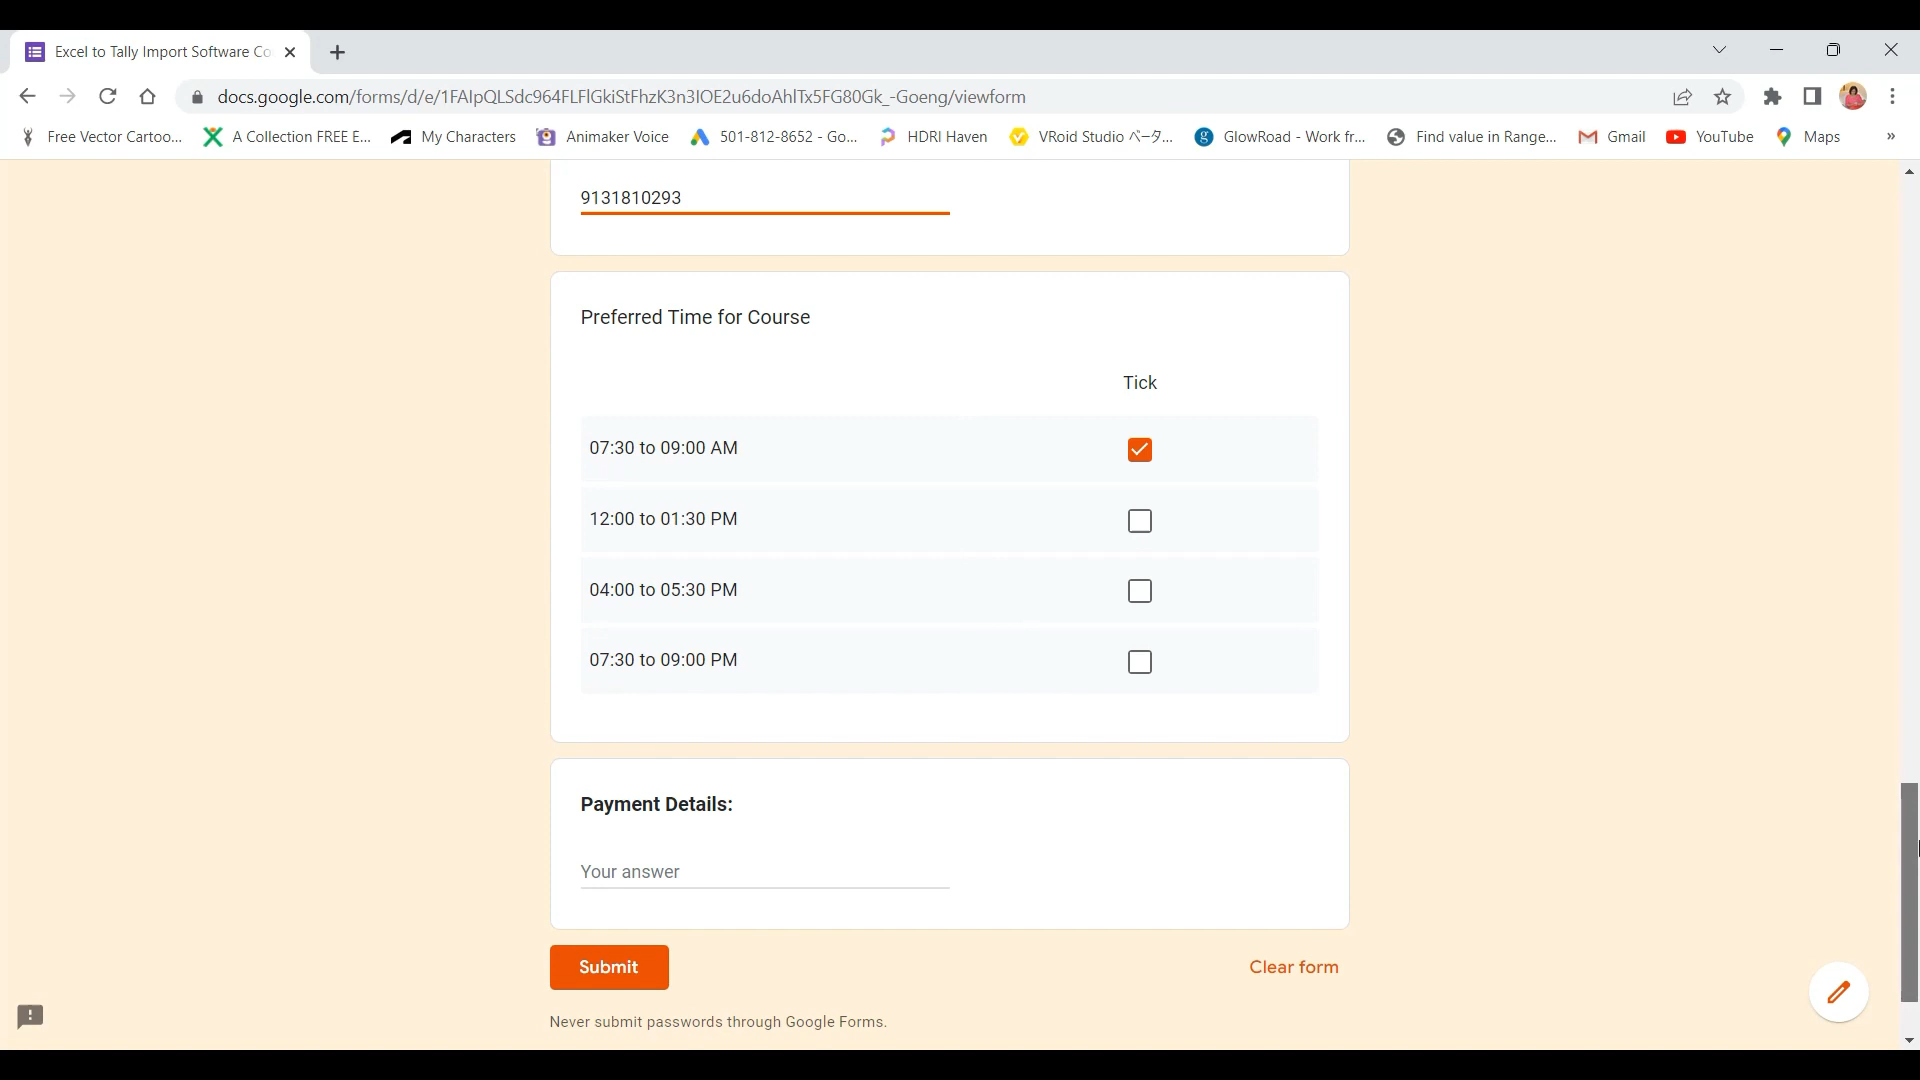 Excel to Tally Import Software Co
docs.google.com/forms/d/e/1FAIpQLSdc964FLFlGkiStFhzK3n3IOE2u6doAhlTx5FG80Gk_-Goeng/viewform
Free Vector Cartoo... A Collection FREE E... My Characters Animaker Voice 501-812-8652 - Go... HDRI Haven VRoid Studio ベータ... GlowRoad - Work fr... Find value in Range... Gmail YouTube Maps »
9131810293
Preferred Time for Course
Tick
07:30 to 09:00 AM
12:00 to 01:30 PM
04:00 to 05:30 PM
07:30 to 09:00 PM
Payment Details:
Your answer
Submit Clear form
Never submit passwords through Google Forms.